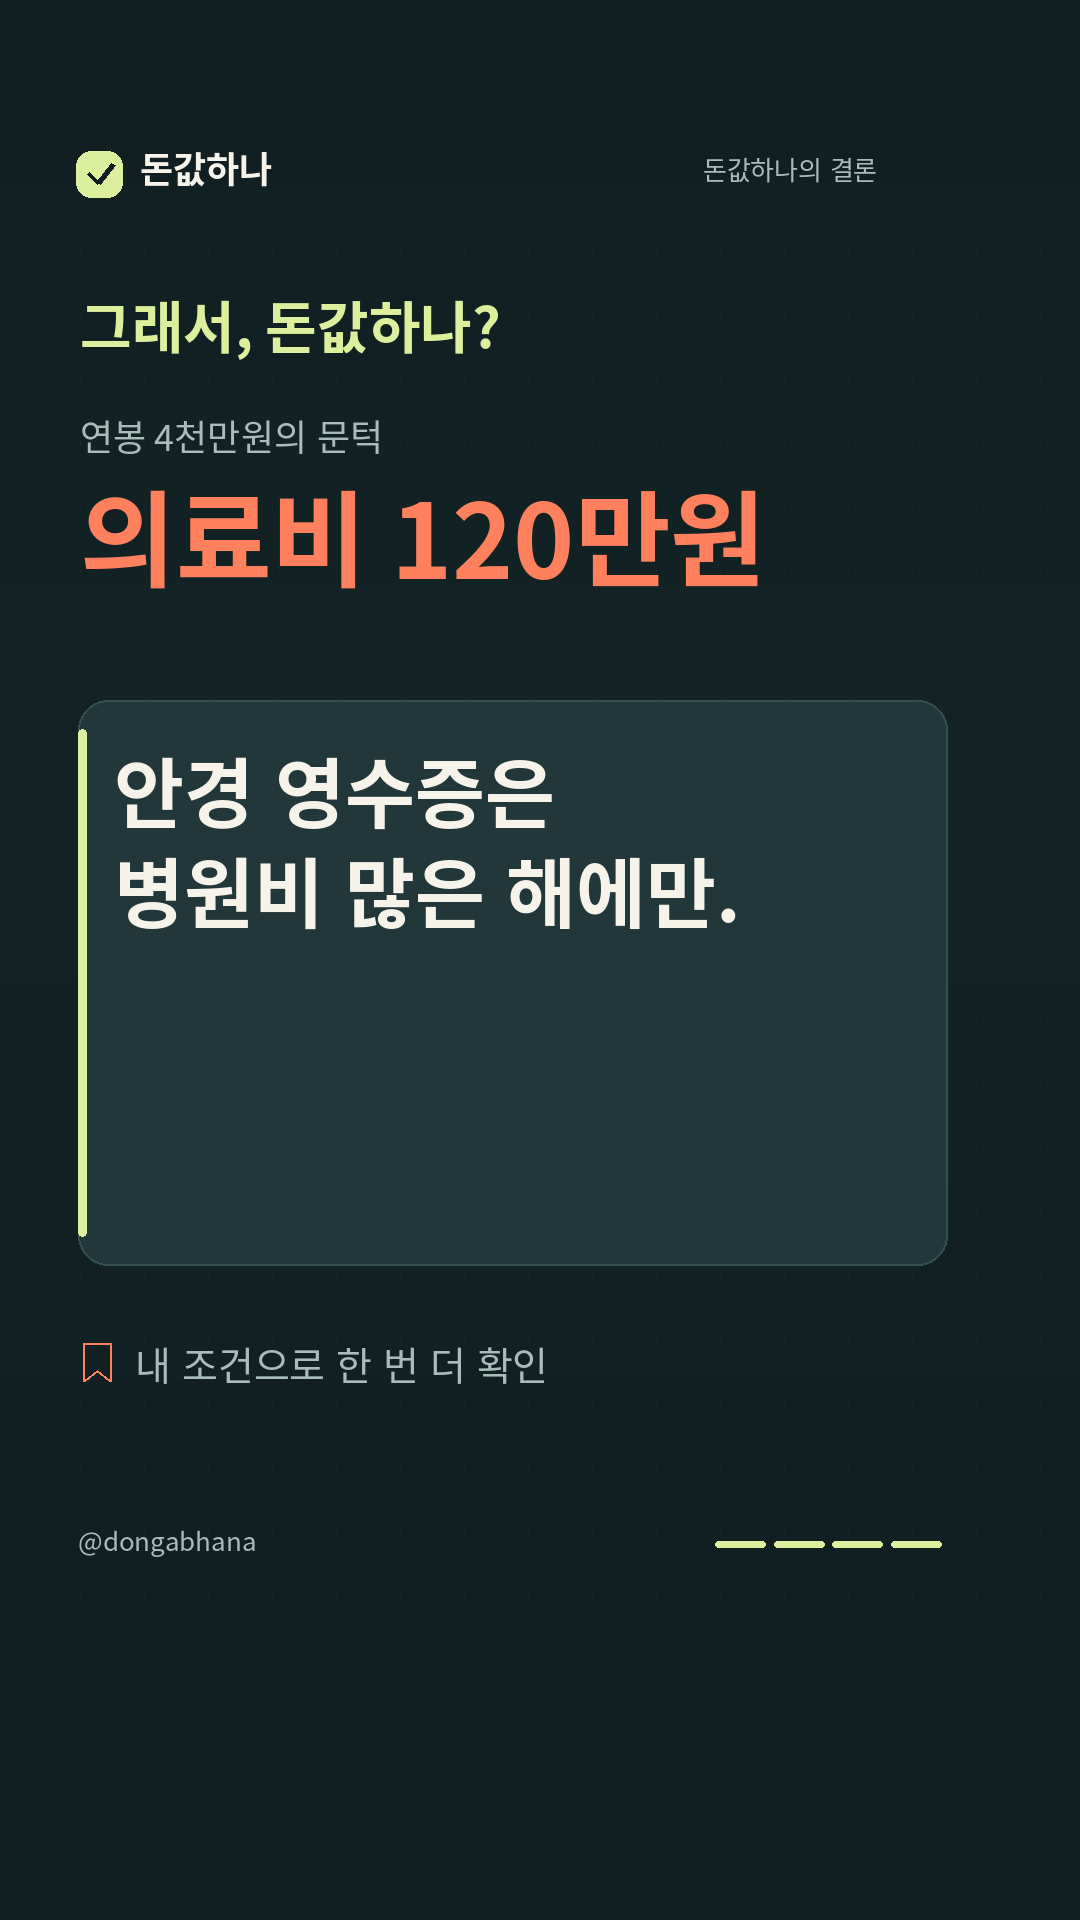 돈값하나
돈값하나의 결론
그래서, 돈값하나?
연봉 4천만원의 문턱
의료비 120만원
안경 영수증은
병원비 많은 해에만.
내 조건으로 한 번 더 확인
@dongabhana